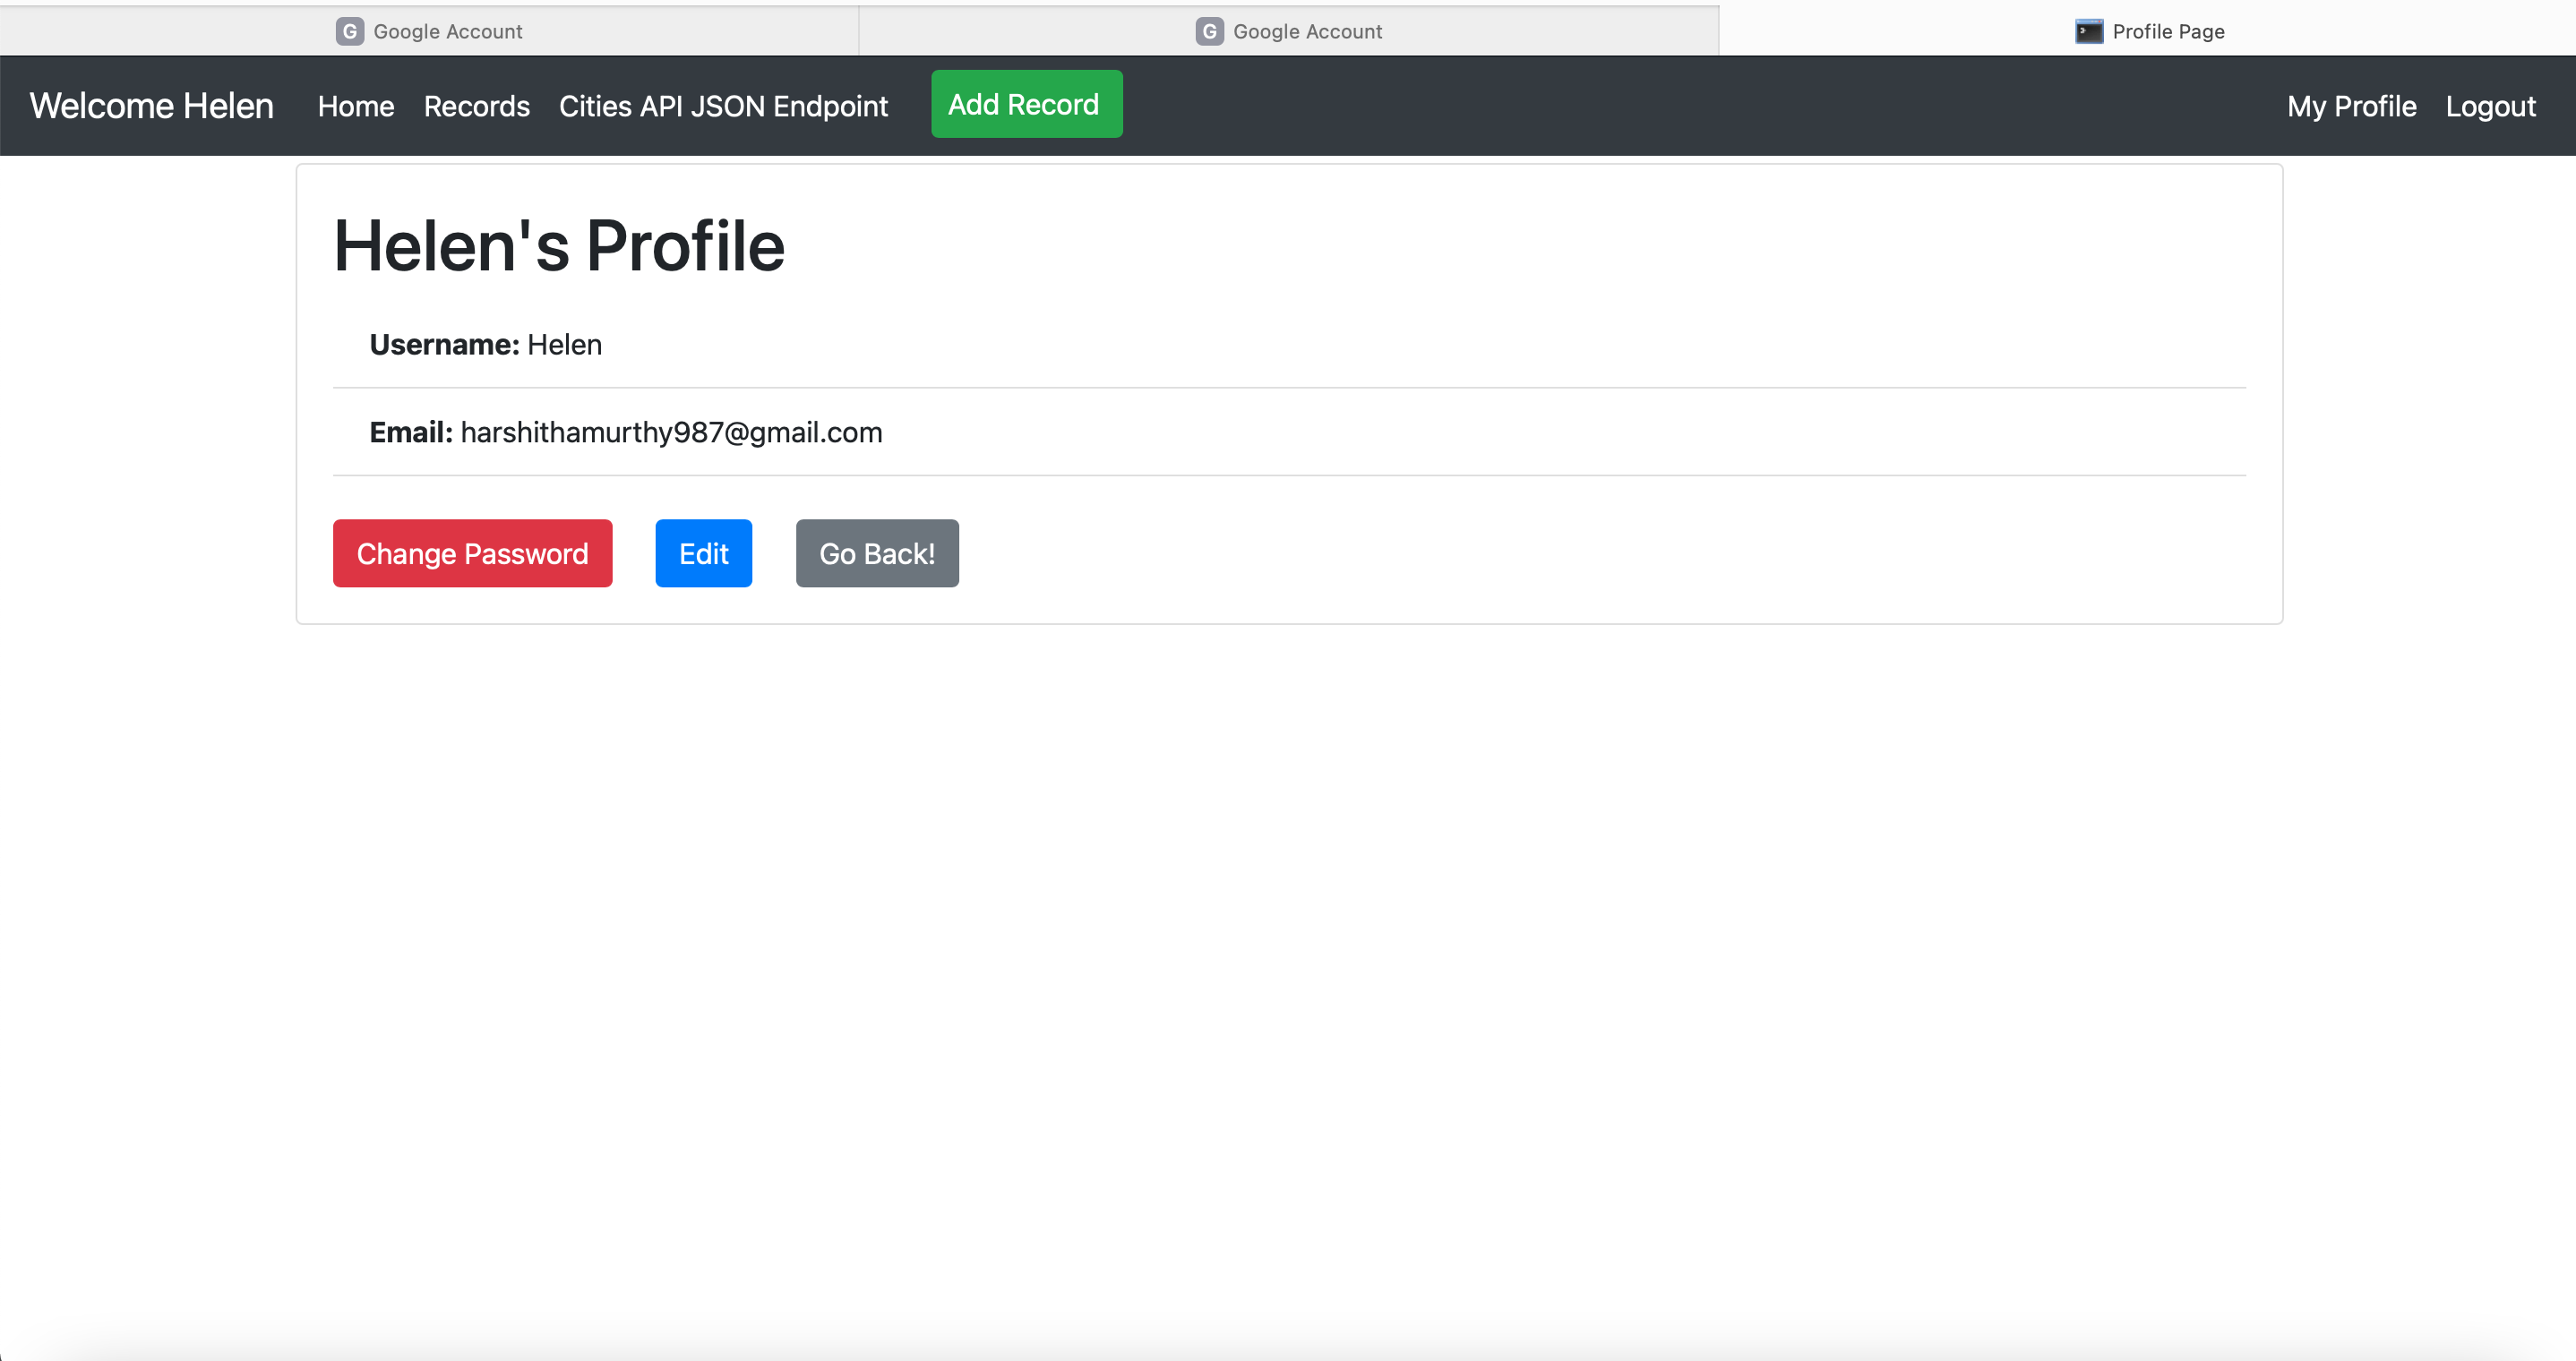 G Google Account G Google Account Profile Page
Welcome Helen Home Records Cities API JSON Endpoint Add Record My Profile Logout
Helen's Profile
Username: Helen
Email: harshithamurthy987@gmail.com
Change Password Edit Go Back!